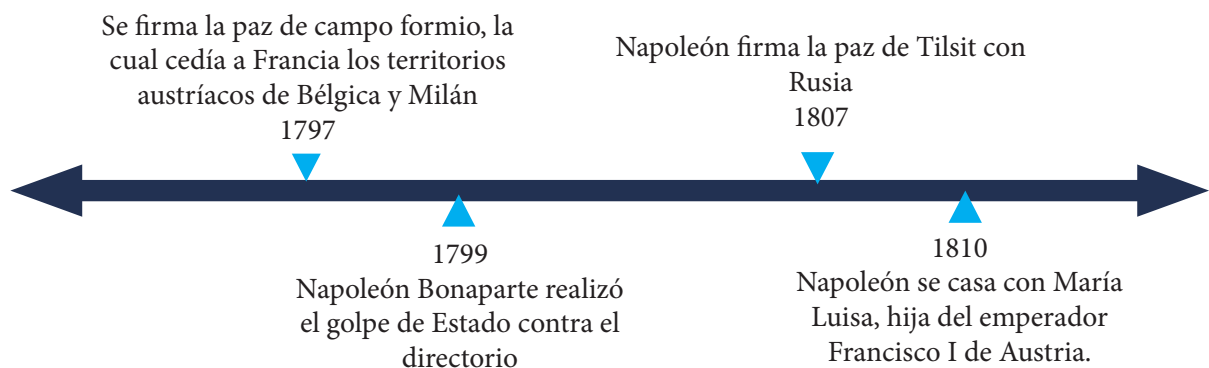 Se firma la paz de campo formio, la
cual cedía a Francia los territorios
austríacos de Bélgica y Milán
1797
Napoleón firma la paz de Tilsit con
Rusia
1807
1799
Napoleón Bonaparte realizó
el golpe de Estado contra el
directorio
1810
Napoleón se casa con María
Luisa, hija del emperador
Francisco I de Austria.